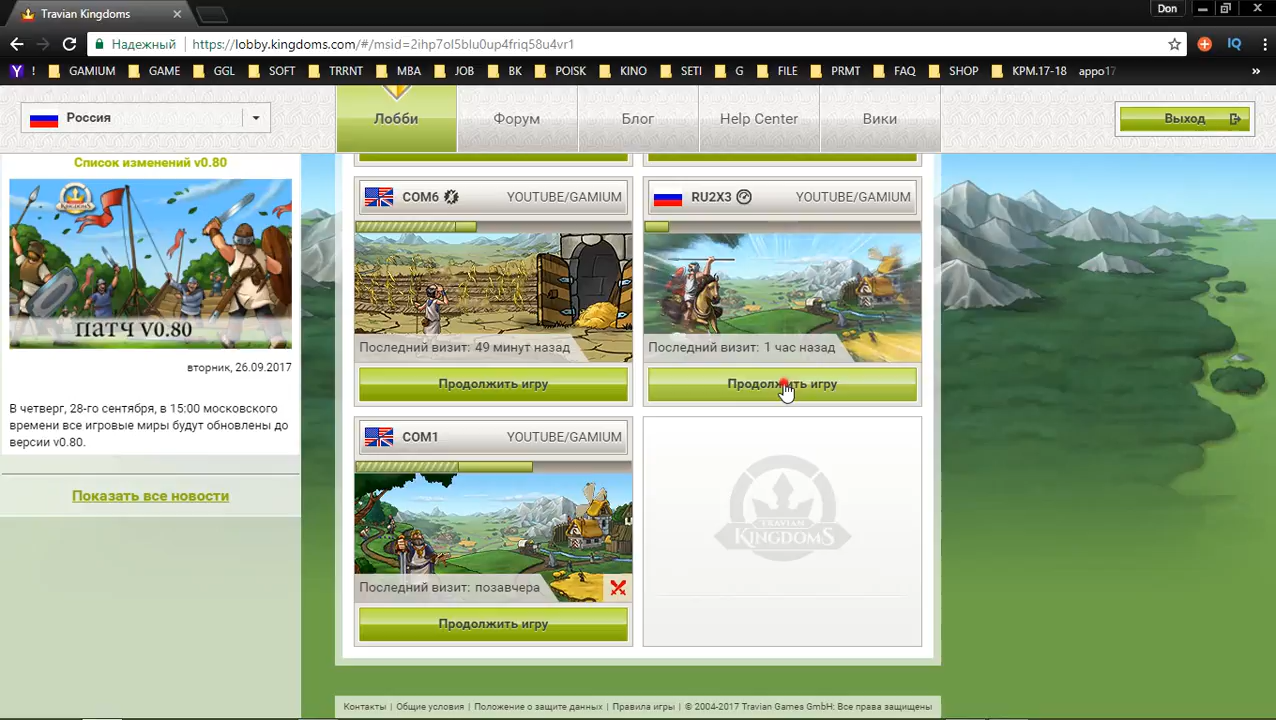 Travian Kingdoms
Don
Надежный
https://lobby.kingdoms.com/#/msid=2ihp7ol5blu0up4friq58u4vr1
IQ
Y ! GAMIUM GAME GGL SOFT TRRNT MBA JOB BK POISK KINO SETI G FILE PRMT FAQ SHOP KPM.17-18 appo17 »
Россия
Лобби Форум Блог Help Center Вики
Выход
Список изменений v0.80
ПАТЧ V0.80
вторник, 26.09.2017
В четверг, 28-го сентября, в 15:00 московского
времени все игровые миры будут обновлены до
версии v0.80.
Показать все новости
COM6 YOUTUBE/GAMIUM
Последний визит: 49 минут назад
Продолжить игру
RU2X3 YOUTUBE/GAMIUM
Последний визит: 1 час назад
Продолжить игру
COM1 YOUTUBE/GAMIUM
Последний визит: позавчера
Продолжить игру
TRAVIAN
KINGDOMS
Контакты | Общие условия | Положение о защите данных | Правила игры | © 2004-2017 Travian Games GmbH: Все права защищены